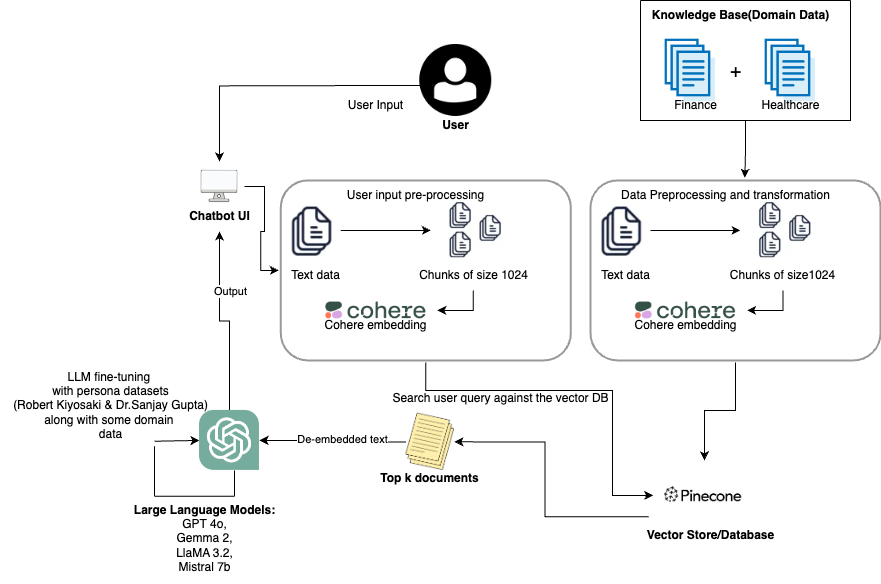 Knowledge Base(Domain Data)
+
Finance
Healthcare
User Input
User
Chatbot UI
User input pre-processing
Text data
Chunks of size 1024
cohere
Cohere embedding
Data Preprocessing and transformation
Text data
Chunks of size1024
cohere
Cohere embedding
Output
Search user query against the vector DB
LLM fine-tuning
with persona datasets
(Robert Kiyosaki & Dr.Sanjay Gupta)
along with some domain
data
De-embedded text
Top k documents
Pinecone
Vector Store/Database
Large Language Models:
GPT 4o,
Gemma 2,
LlaMA 3.2,
Mistral 7b